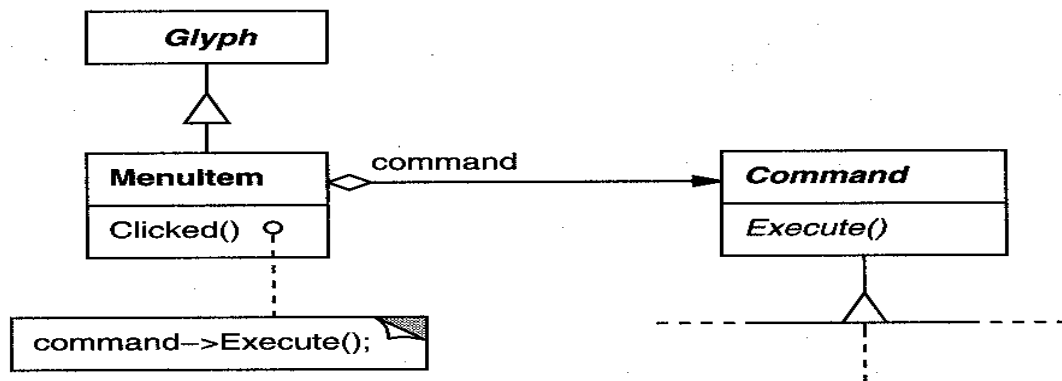 Glyph
command
MenuItem
Command
Clicked()
Execute()
command–>Execute();